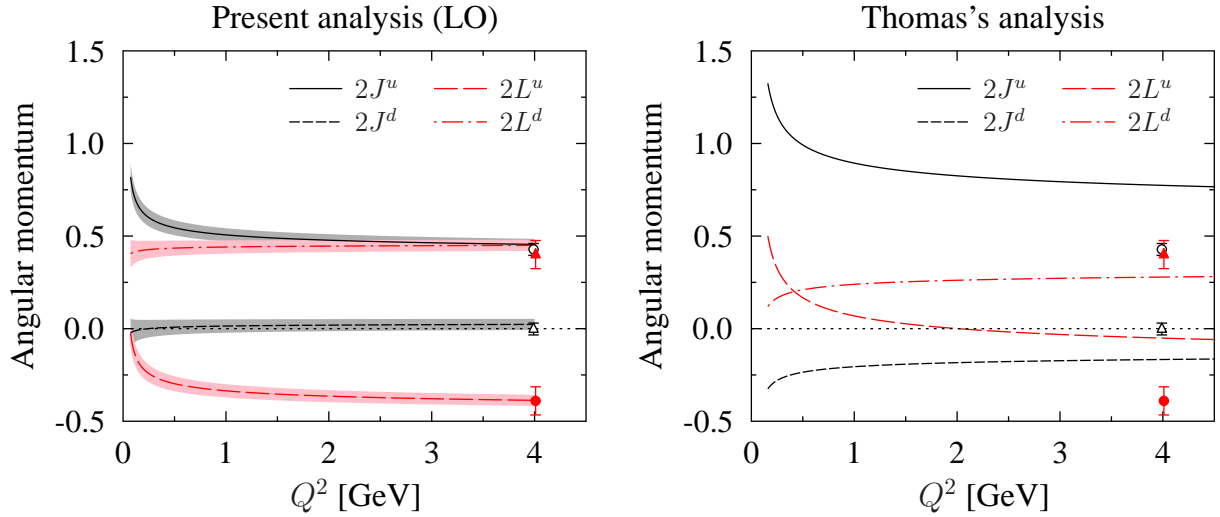 Present analysis (LO)
Angular momentum
1.5
1.0
0.5
0.0
-0.5
2J^u
2L^u
2J^d
2L^d
0
1
2
3
4
Q^2 [GeV]
Thomas's analysis
Angular momentum
1.5
1.0
0.5
0.0
-0.5
2J^u
2L^u
2J^d
2L^d
0
1
2
3
4
Q^2 [GeV]